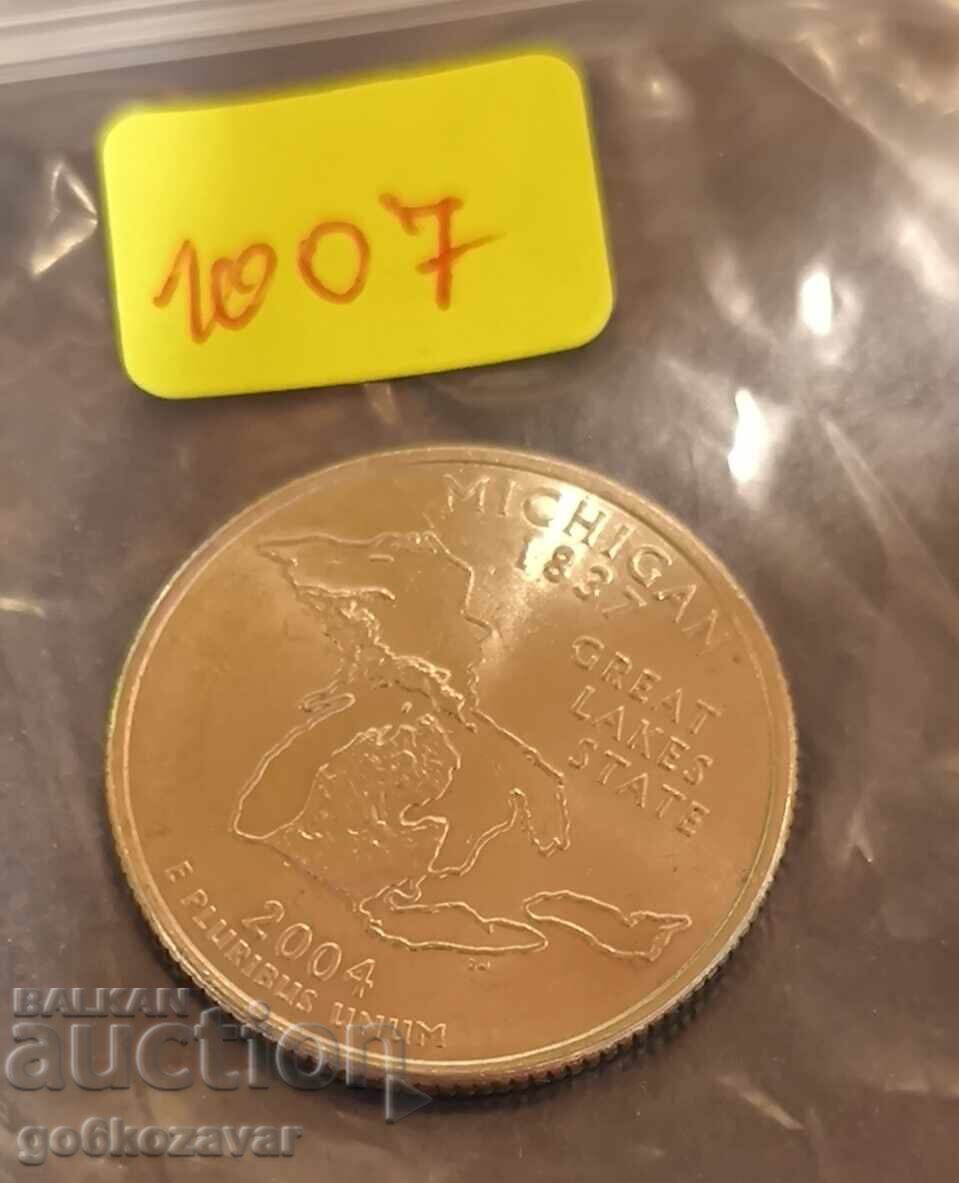 1007
MICHIGAN
1837
GREAT
LAKES
STATE
2004
E PLURIBUS UNUM
BALKAN
auction
go6kozavar